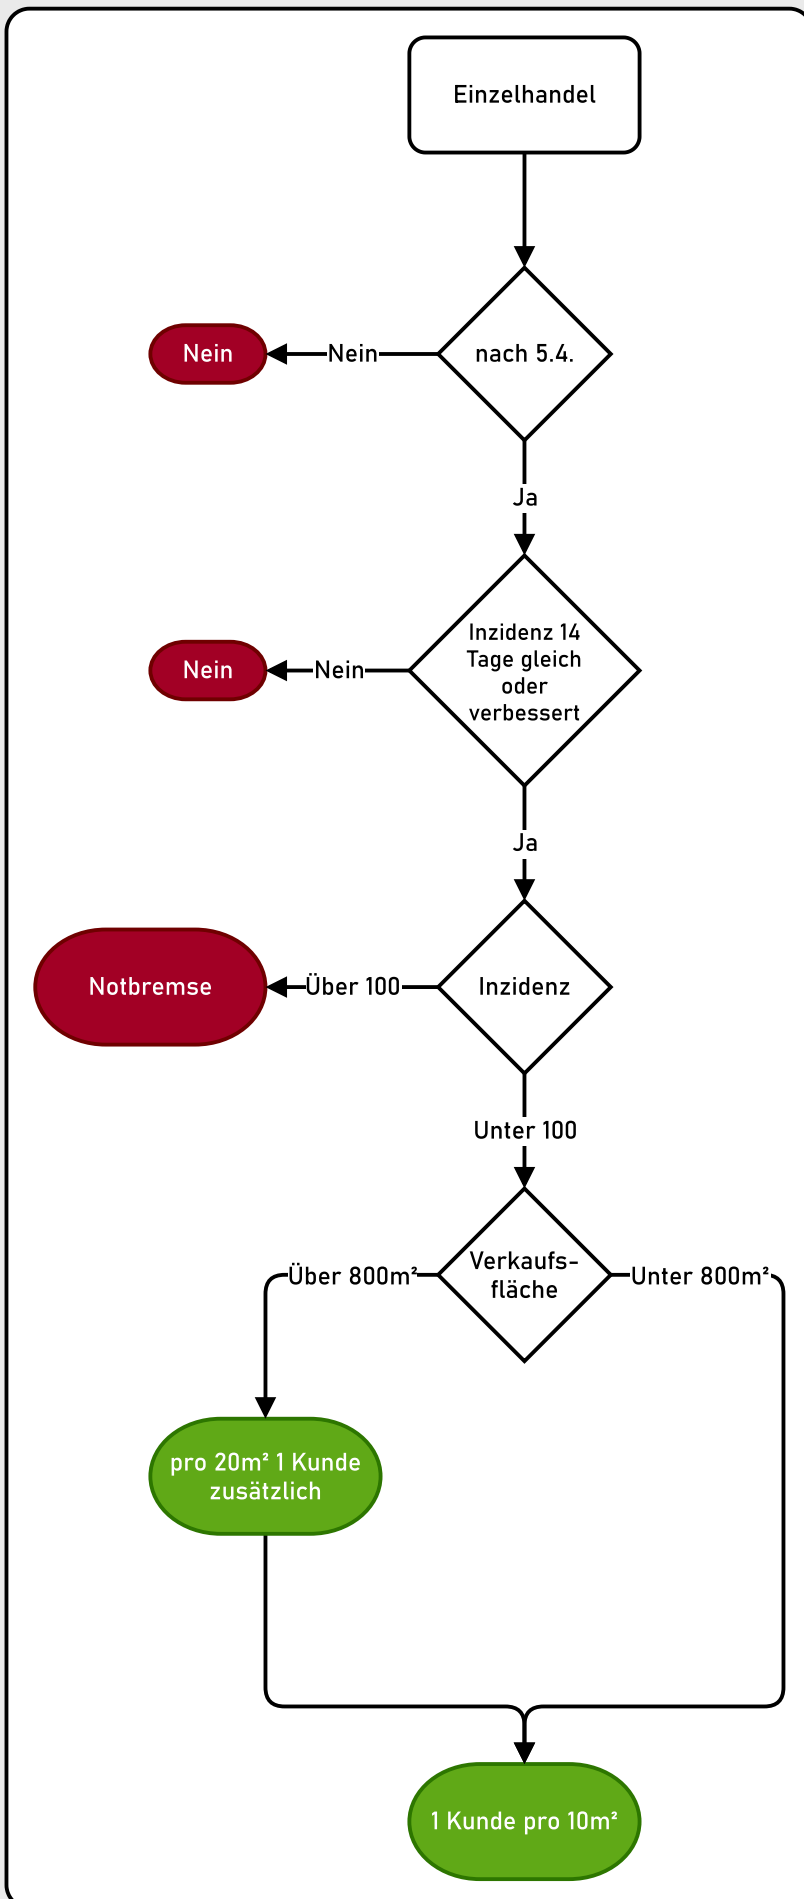 Einzelhandel
nach 5.4.
Nein
Nein
Ja
Inzidenz 14
Tage gleich
oder
verbessert
Nein
Nein
Ja
Inzidenz
Über 100
Notbremse
Unter 100
Verkaufs-
fläche
Über 800m²
Unter 800m²
pro 20m² 1 Kunde
zusätzlich
1 Kunde pro 10m²